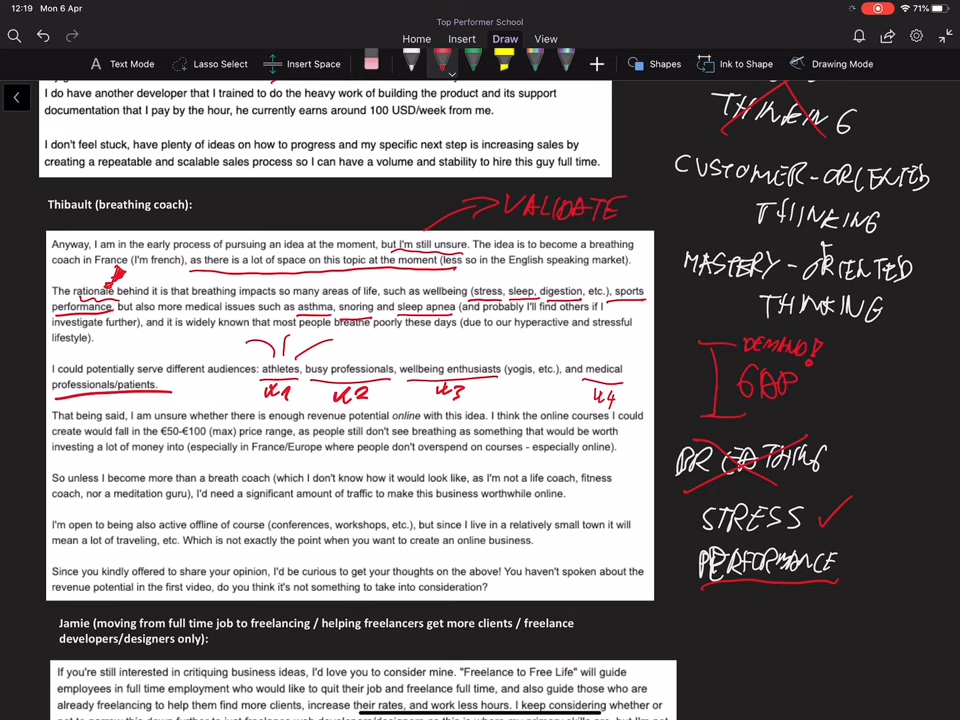 12:19 Mon 6 Apr
71%
Top Performer School
Home Insert Draw View
Text Mode Lasso Select Insert Space Shapes Ink to Shape Drawing Mode
I do have another developer that I trained to do the heavy work of building the product and its support
documentation that I pay by the hour, he currently earns around 100 USD/week from me.
I don't feel stuck, have plenty of ideas on how to progress and my specific next step is increasing sales by
creating a repeatable and scalable sales process so I can have a volume and stability to hire this guy full time.
THINKING
CUSTOMER-ORIENTED
THINKING
MASTERY-ORIENTED
THINKING
DEMAND!
GAP
BREATHING
STRESS
PERFORMANCE
Thibault (breathing coach):
VALIDATE
Anyway, I am in the early process of pursuing an idea at the moment, but I'm still unsure. The idea is to become a breathing
coach in France (I'm french), as there is a lot of space on this topic at the moment (less so in the English speaking market).
The rationale behind it is that breathing impacts so many areas of life, such as wellbeing (stress, sleep, digestion, etc.), sports
performance, but also more medical issues such as asthma, snoring and sleep apnea (and probably I'll find others if I
investigate further), and it is widely known that most people breathe poorly these days (due to our hyperactive and stressful
lifestyle).
I could potentially serve different audiences: athletes, busy professionals, wellbeing enthusiasts (yogis, etc.), and medical
professionals/patients.
That being said, I am unsure whether there is enough revenue potential online with this idea. I think the online courses I could
create would fall in the €50-€100 (max) price range, as people still don't see breathing as something that would be worth
investing a lot of money into (especially in France/Europe where people don't overspend on courses - especially online).
So unless I become more than a breath coach (which I don't know how it would look like, as I'm not a life coach, fitness
coach, nor a meditation guru), I'd need a significant amount of traffic to make this business worthwhile online.
I'm open to being also active offline of course (conferences, workshops, etc.), but since I live in a relatively small town it will
mean a lot of traveling, etc. Which is not exactly the point when you want to create an online business.
Since you kindly offered to share your opinion, I'd be curious to get your thoughts on the above! You haven't spoken about the
revenue potential in the first video, do you think it's not something to take into consideration?
Jamie (moving from full time job to freelancing / helping freelancers get more clients / freelance
developers/designers only):
If you're still interested in critiquing business ideas, I'd love you to consider mine. "Freelance to Free Life" will guide
employees in full time employment who would like to quit their job and freelance full time, and also guide those who are
already freelancing to help them find more clients, increase their rates, and work less hours. I keep considering whether or